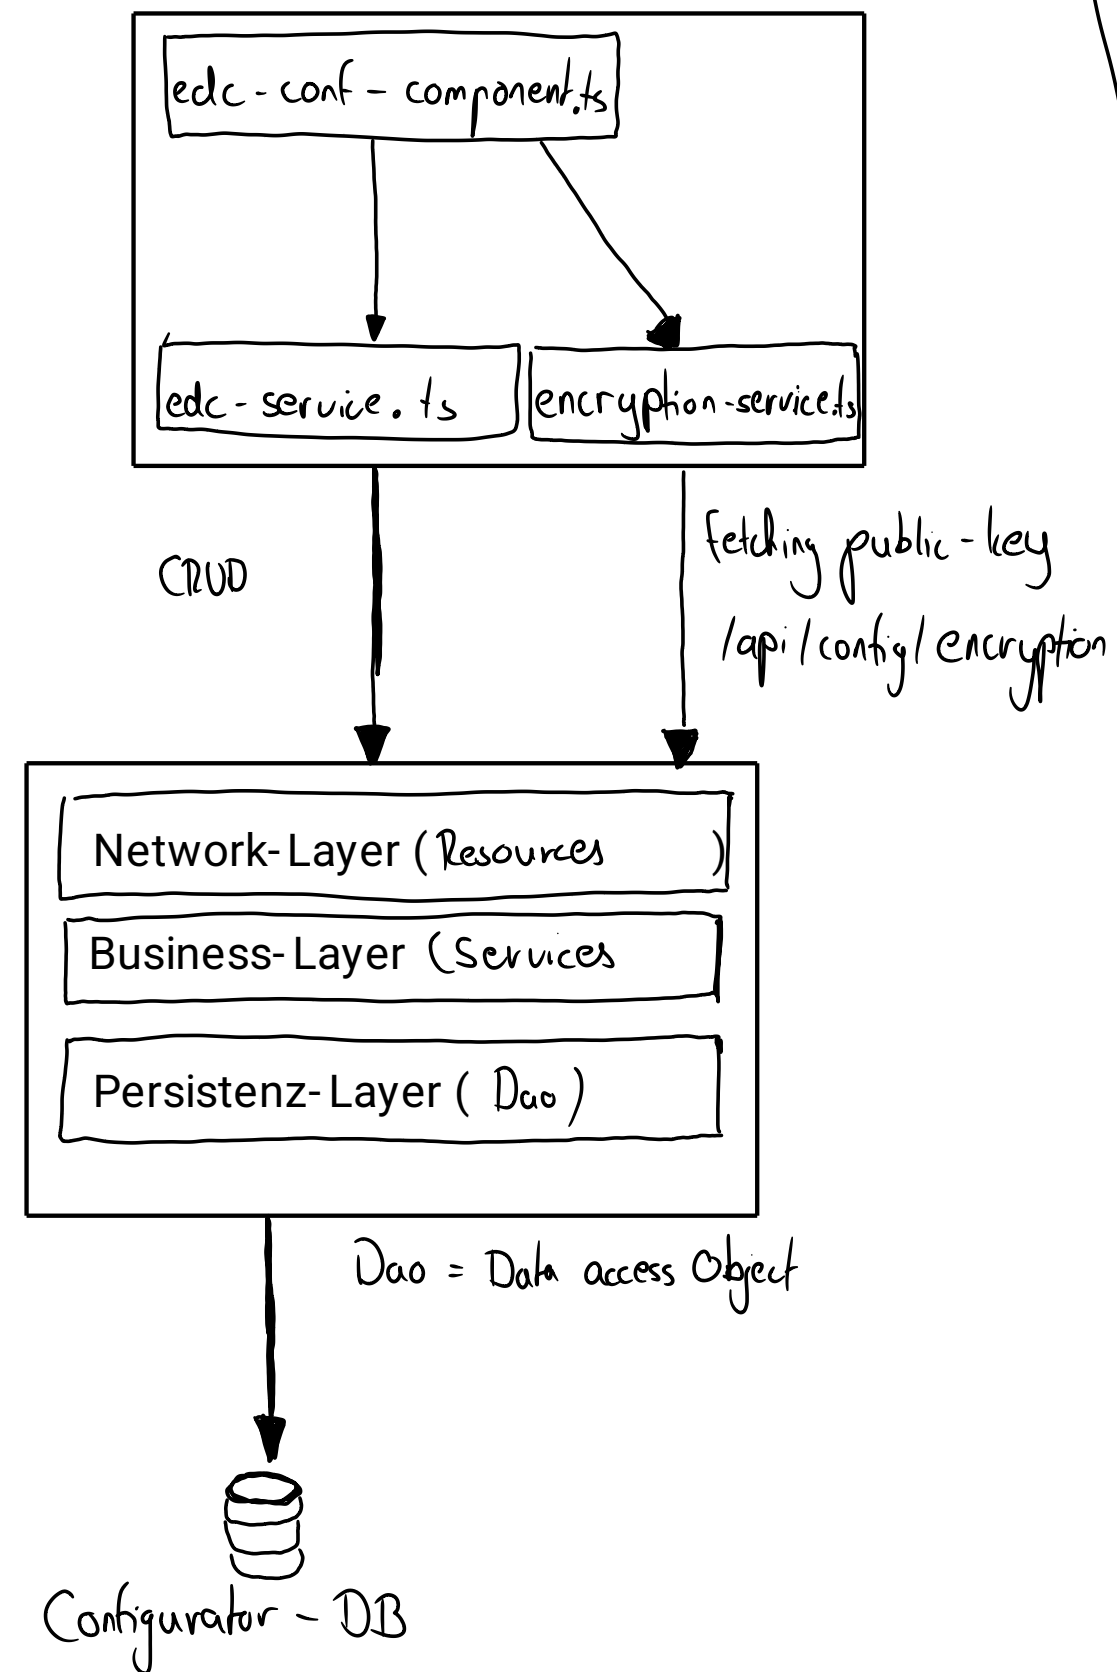 edc-conf-component.ts
edc-service.ts
encryption-service.ts
CRUD
Fetching public-key
/api/config/encryption
Network-Layer (Resources )
Business-Layer (Services
Persistenz-Layer ( Dao )
Dao = Data access Object
Configurator - DB